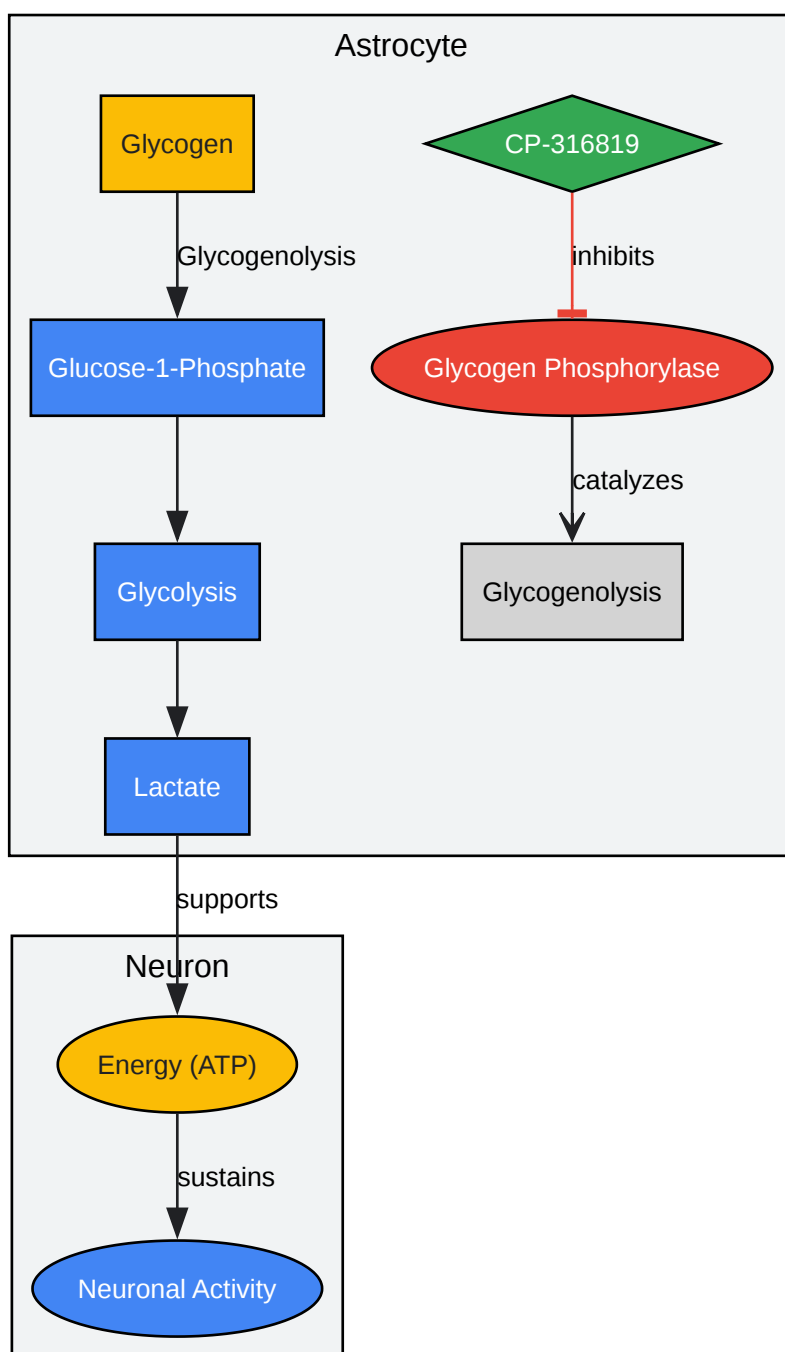 Astrocyte
Glycogen
CP-316819
Glycogenolysis
inhibits
Glucose-1-Phosphate
Glycogen Phosphorylase
catalyzes
Glycolysis
Glycogenolysis
Lactate
supports
Neuron
Energy (ATP)
sustains
Neuronal Activity